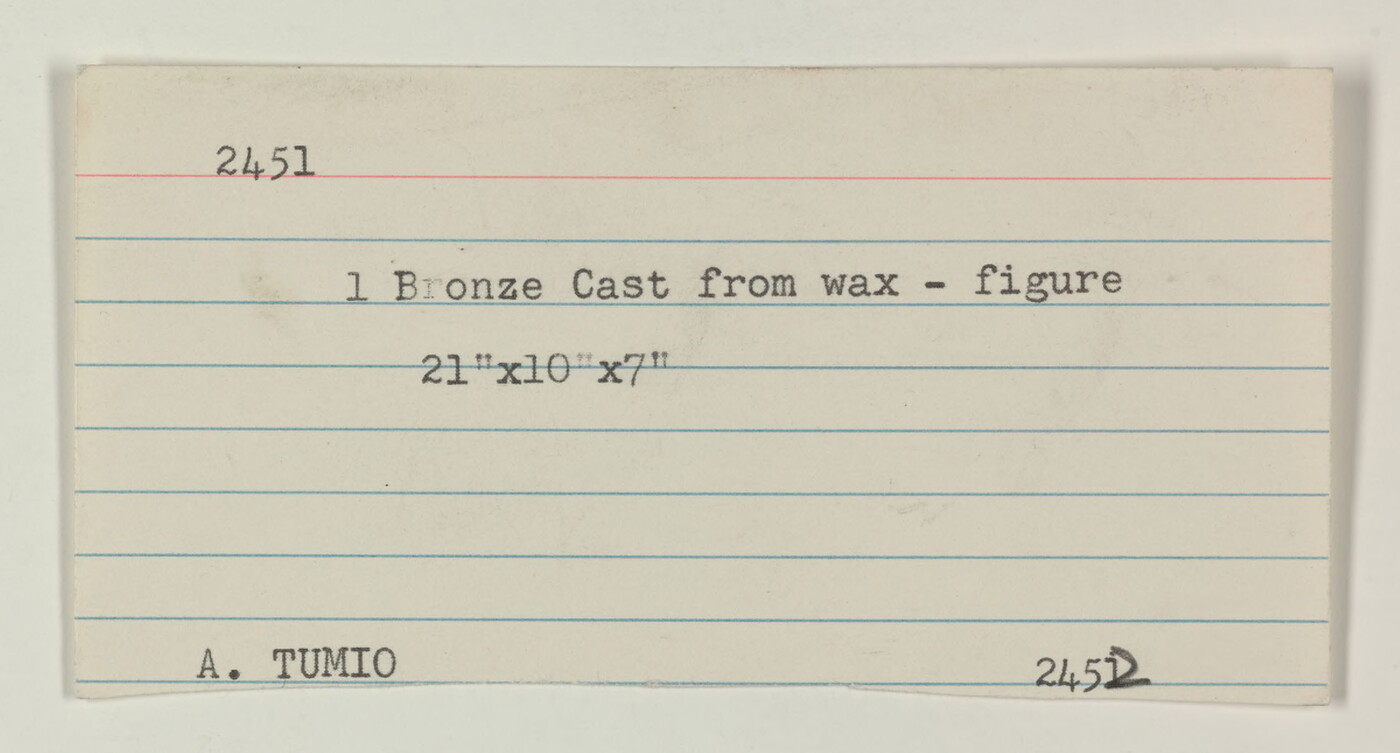 2451
1 Bronze Cast from wax - figure
21"x10"x7"
A. TUMIO 2452